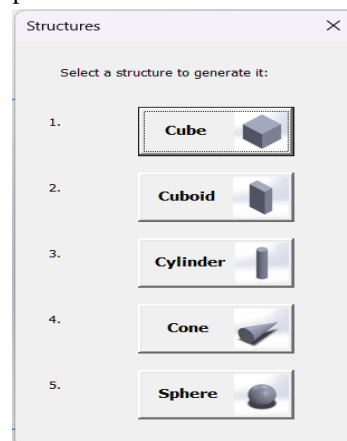 Structures
Select a structure to generate it:
1. Cube
2. Cuboid
3. Cylinder
4. Cone
5. Sphere